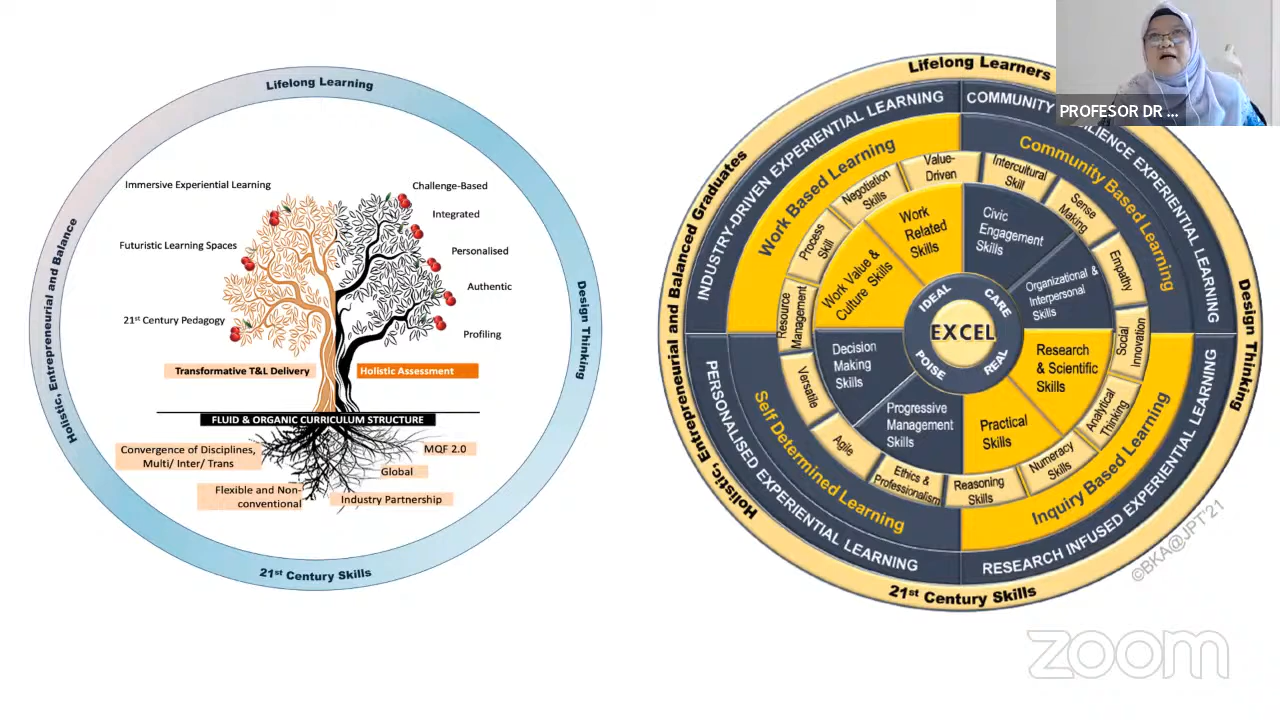 Lifelong Learning
Holistic, Entrepreneurial and Balance
Design Thinking
21st Century Skills
Immersive Experiential Learning
Futuristic Learning Spaces
21st Century Pedagogy
Challenge-Based
Integrated
Personalised
Authentic
Profiling
Transformative T&L Delivery
Holistic Assessment
FLUID & ORGANIC CURRICULUM STRUCTURE
Convergence of Disciplines,
Multi/ Inter/ Trans
Flexible and Non-
conventional
MQF 2.0
Global
Industry Partnership
Lifelong Learners
Holistic, Entrepreneurial and Balanced Graduates
Design Thinking
21st Century Skills
INDUSTRY-DRIVEN EXPERIENTIAL LEARNING
COMMUNITY
EXPERIENTIAL LEARNING
PERSONALISED EXPERIENTIAL LEARNING
RESEARCH INFUSED EXPERIENTIAL LEARNING
Work Based Learning
Community Based Learning
Self Determined Learning
Inquiry Based Learning
Resource
Management
Process
Skill
Negotiation
Skills
Value-
Driven
Intercultural
Skill
Sense
Making
Empathy
Social
Innovation
Analytical
Thinking
Numeracy
Skills
Reasoning
Skills
Ethics &
Professionalism
Agile
Versatile
Work
Related
Skills
Work Value &
Culture Skills
Civic
Engagement
Skills
Organizational &
Interpersonal
Skills
Decision
Making
Skills
Progressive
Management
Skills
Research
& Scientific
Skills
Practical
Skills
IDEAL
CARE
EXCEL
POISE
REAL
©BKA@JPT'21
PROFESOR DR ...
zoom